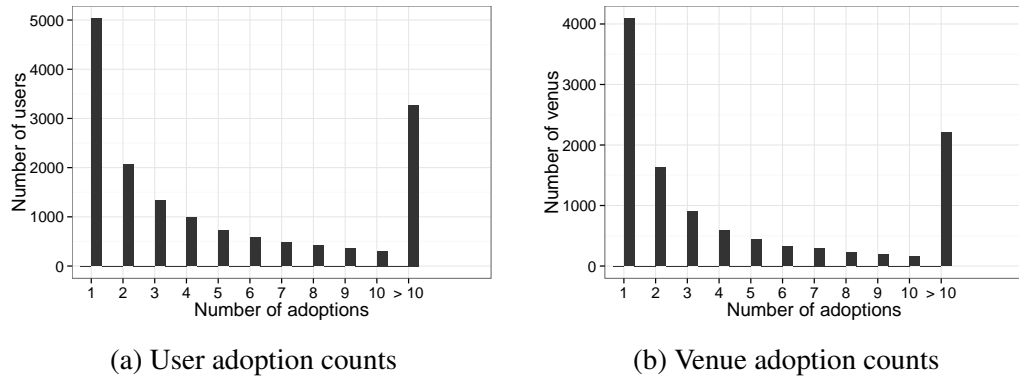 5000
4000
3000
2000
1000
0
Number of users
1 2 3 4 5 6 7 8 9 10 > 10
Number of adoptions
(a) User adoption counts
4000
3000
2000
1000
0
Number of venus
1 2 3 4 5 6 7 8 9 10 > 10
Number of adoptions
(b) Venue adoption counts